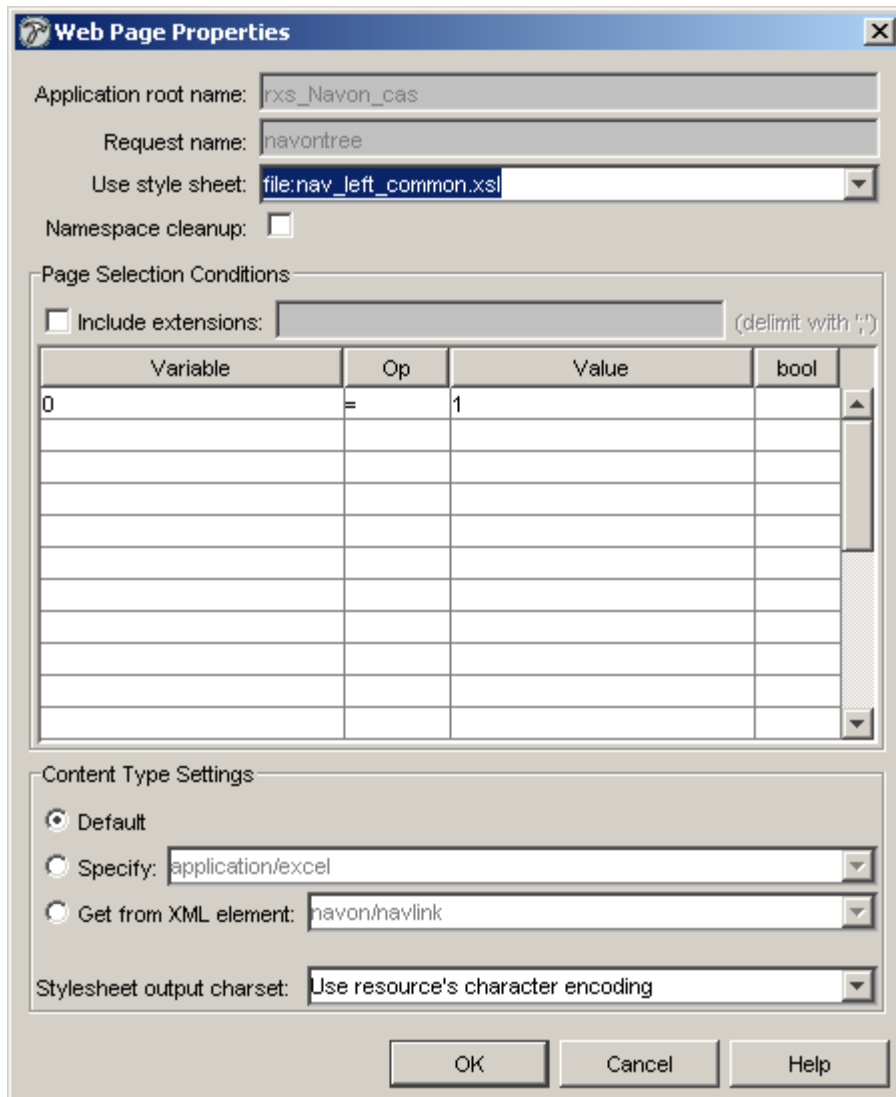 Web Page Properties
Application root name: rxs_Navon_cas
Request name: navontree
Use style sheet: file:nav_left_common.xsl
Namespace cleanup:
Page Selection Conditions
Include extensions: (delimit with ';')
Variable Op Value bool
0 = 1
Content Type Settings
Default
Specify: application/excel
Get from XML element: navon/navlink
Stylesheet output charset: Use resource's character encoding
OK Cancel Help